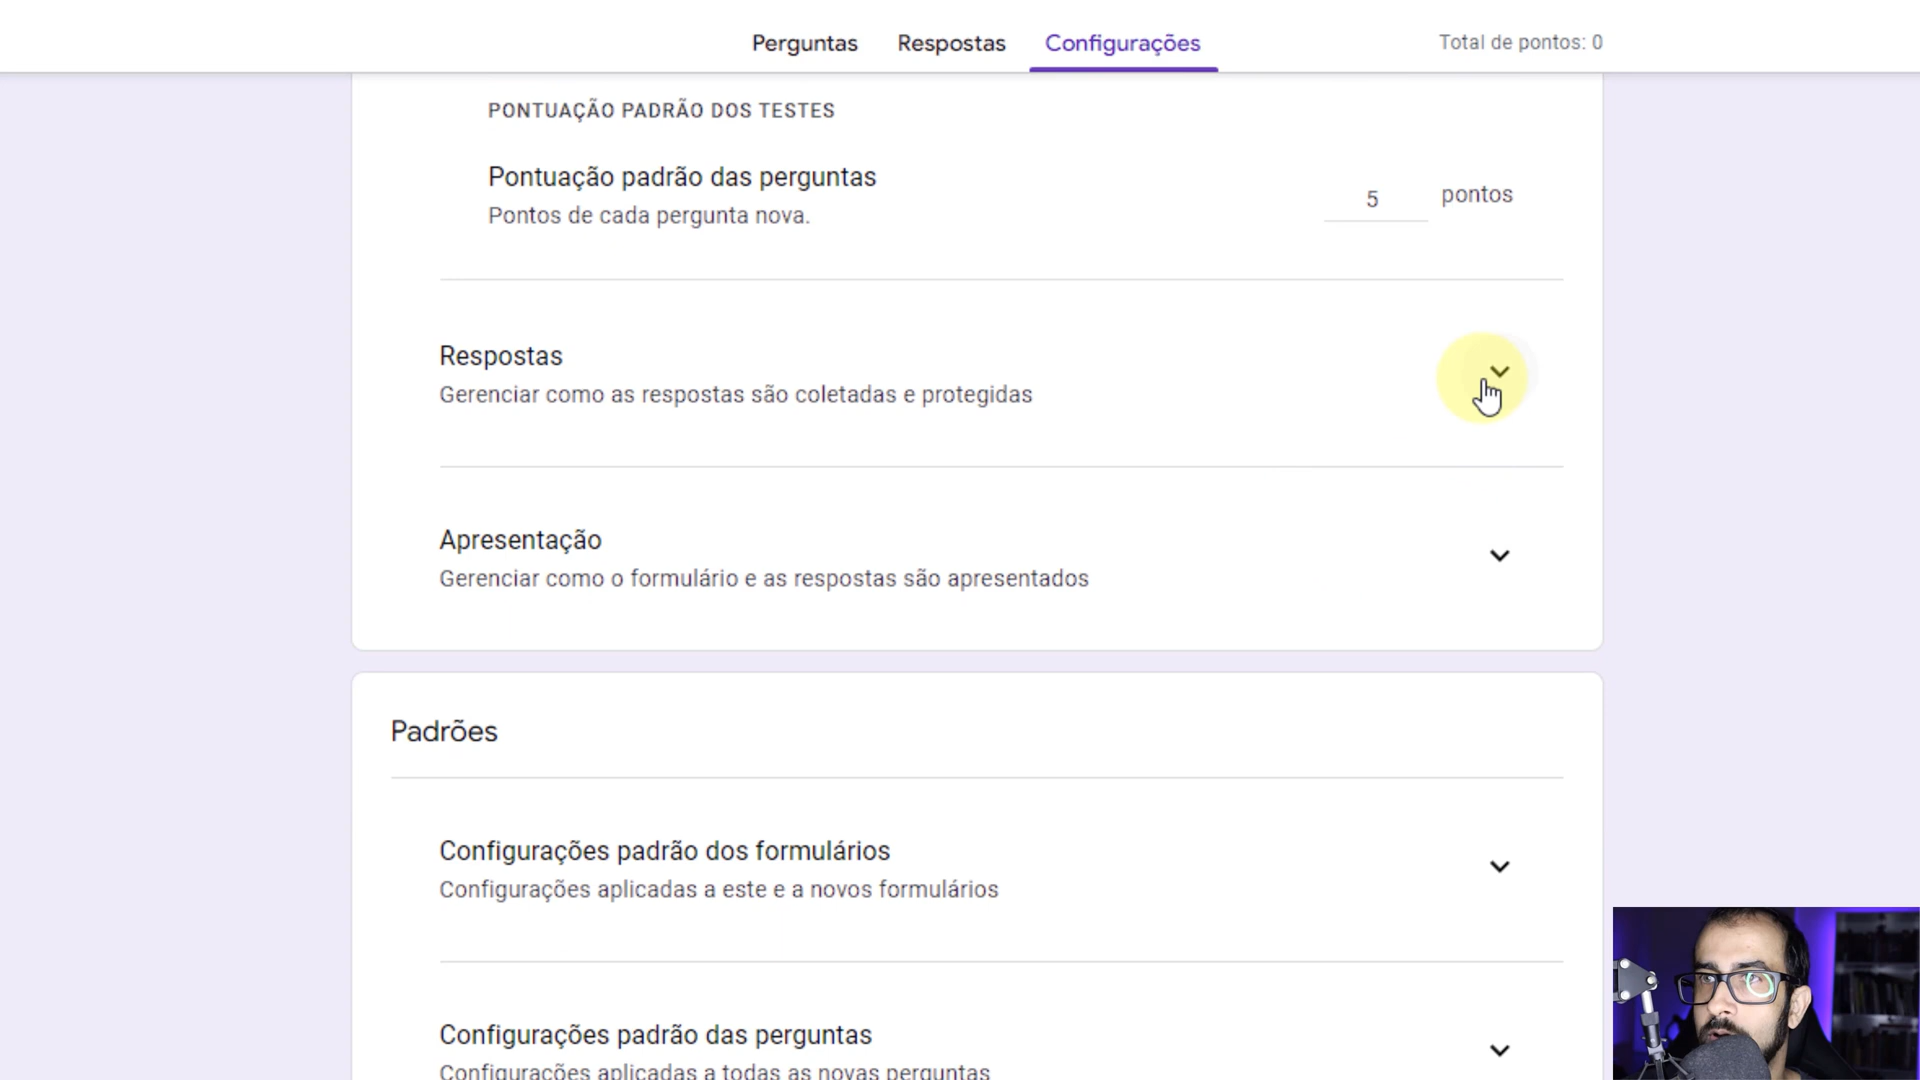 Perguntas Respostas Configurações Total de pontos: 0
PONTUAÇÃO PADRÃO DOS TESTES
Pontuação padrão das perguntas
Pontos de cada pergunta nova.
5 pontos
Respostas
Gerenciar como as respostas são coletadas e protegidas
Apresentação
Gerenciar como o formulário e as respostas são apresentados
Padrões
Configurações padrão dos formulários
Configurações aplicadas a este e a novos formulários
Configurações padrão das perguntas
Configurações aplicadas a todas as novas perguntas